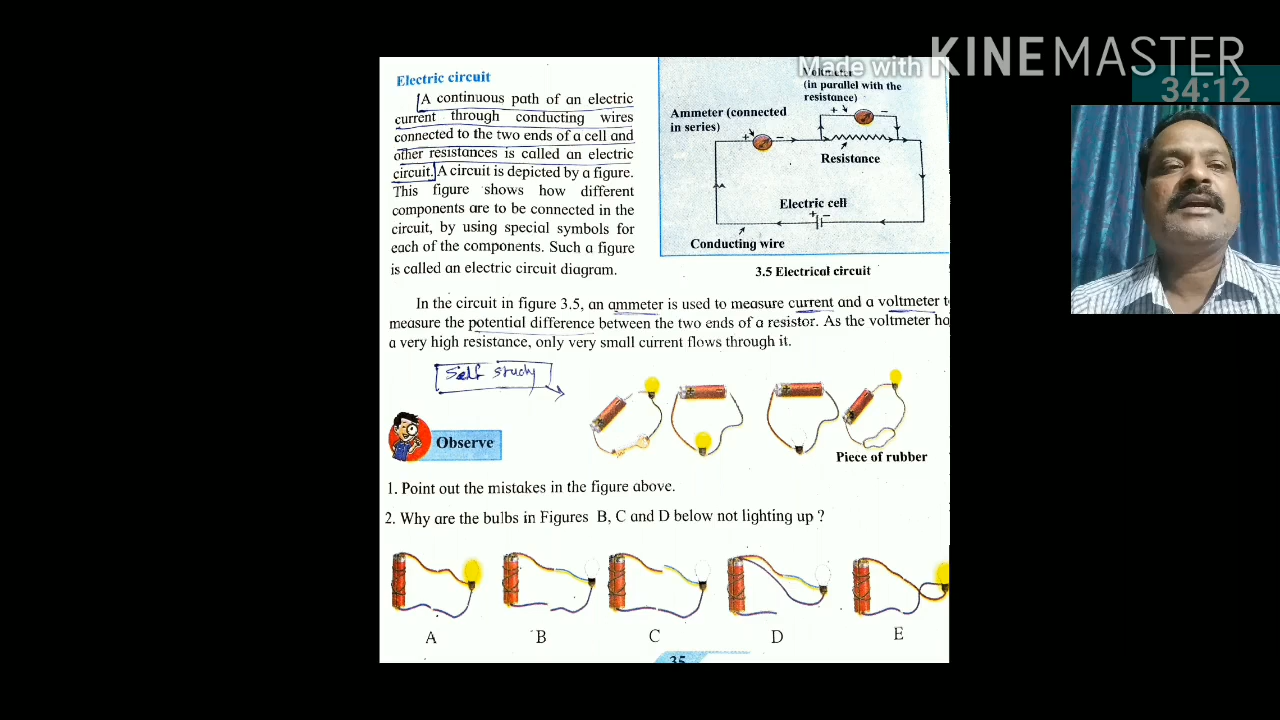 Made with KINEMASTER
34:12
Electric circuit
A continuous path of an electric
current through conducting wires
connected to the two ends of a cell and
other resistances is called an electric
circuit. A circuit is depicted by a figure.
This figure shows how different
components are to be connected in the
circuit, by using special symbols for
each of the components. Such a figure
is called an electric circuit diagram.
Voltmeter
(in parallel with the
resistance)
+ −
Ammeter (connected
in series)
+ −
Resistance
Electric cell
+ −
Conducting wire
3.5 Electrical circuit
In the circuit in figure 3.5, an ammeter is used to measure current and a voltmeter
measure the potential difference between the two ends of a resistor. As the voltmeter
a very high resistance, only very small current flows through it.
Self study
Observe
Piece of rubber
1. Point out the mistakes in the figure above.
2. Why are the bulbs in Figures B, C and D below not lighting up ?
A B C D E
35